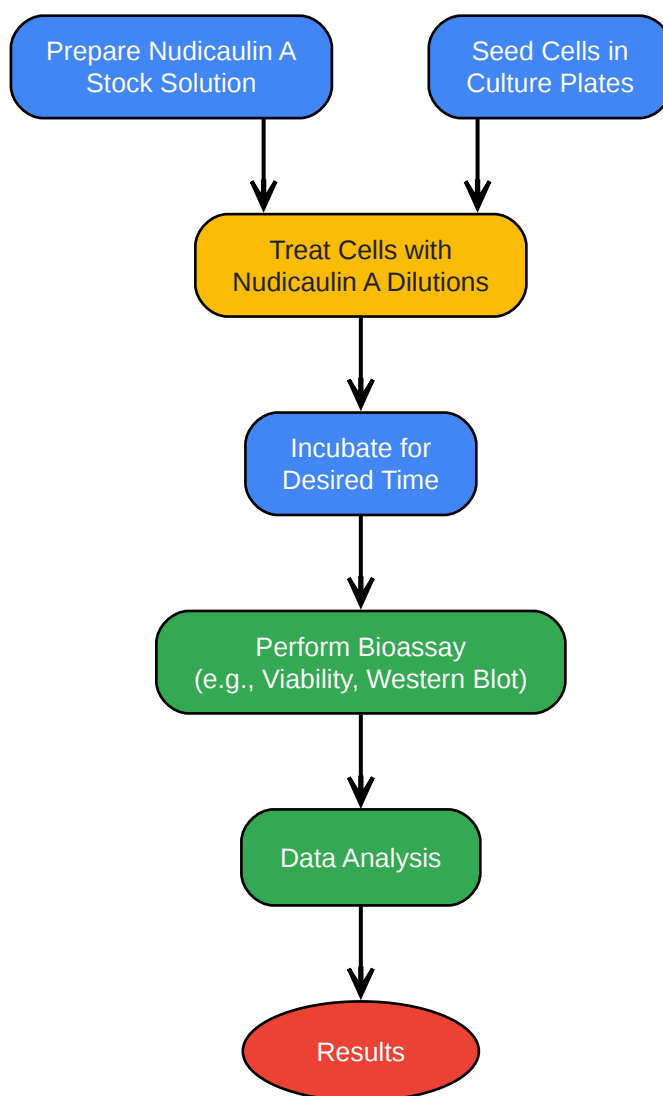 Prepare Nudicaulin A
Stock Solution
Seed Cells in
Culture Plates
Treat Cells with
Nudicaulin A Dilutions
Incubate for
Desired Time
Perform Bioassay
(e.g., Viability, Western Blot)
Data Analysis
Results